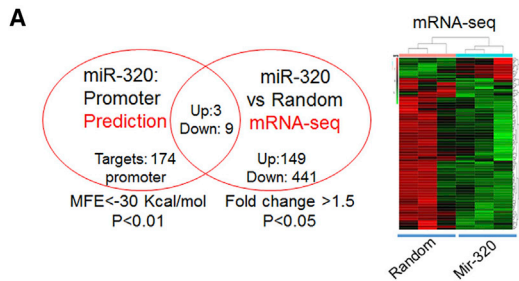 A
mRNA-seq
miR-320:
Promoter
Prediction
Up:3
Down: 9
miR-320
vs Random
mRNA-seq
Targets: 174
promoter
Up:149
Down: 441
MFE<-30 Kcal/mol
P<0.01
Fold change >1.5
P<0.05
Random
Mir-320